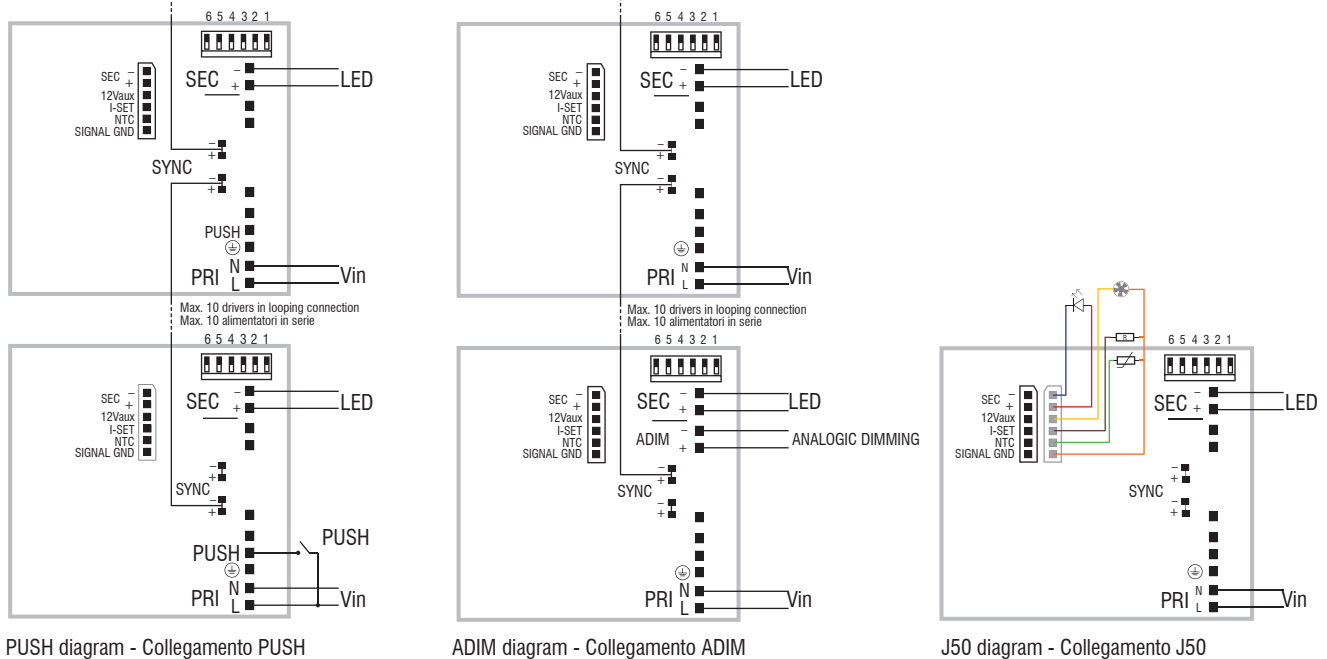 6 5 4 3 2 1
SEC -
+
12Vaux
I-SET
NTC
SIGNAL GND
SEC
-
+
LED
-
+
SYNC
-
+
PUSH
N
PRI
L
Vin
Max. 10 drivers in looping connection
Max. 10 alimentatori in serie
6 5 4 3 2 1
SEC -
+
12Vaux
I-SET
NTC
SIGNAL GND
SEC
-
+
LED
-
+
SYNC
-
+
PUSH
PUSH
N
PRI
L
Vin
PUSH diagram - Collegamento PUSH
6 5 4 3 2 1
SEC -
+
12Vaux
I-SET
NTC
SIGNAL GND
SEC
-
+
LED
-
+
SYNC
-
+
N
PRI
L
Vin
Max. 10 drivers in looping connection
Max. 10 alimentatori in serie
6 5 4 3 2 1
SEC -
+
12Vaux
I-SET
NTC
SIGNAL GND
SEC
-
+
LED
ADIM
-
+
ANALOGIC DIMMING
-
+
SYNC
-
+
N
PRI
L
Vin
ADIM diagram - Collegamento ADIM
R
6 5 4 3 2 1
SEC -
+
12Vaux
I-SET
NTC
SIGNAL GND
SEC
-
+
LED
-
+
SYNC
-
+
N
PRI
L
Vin
J50 diagram - Collegamento J50